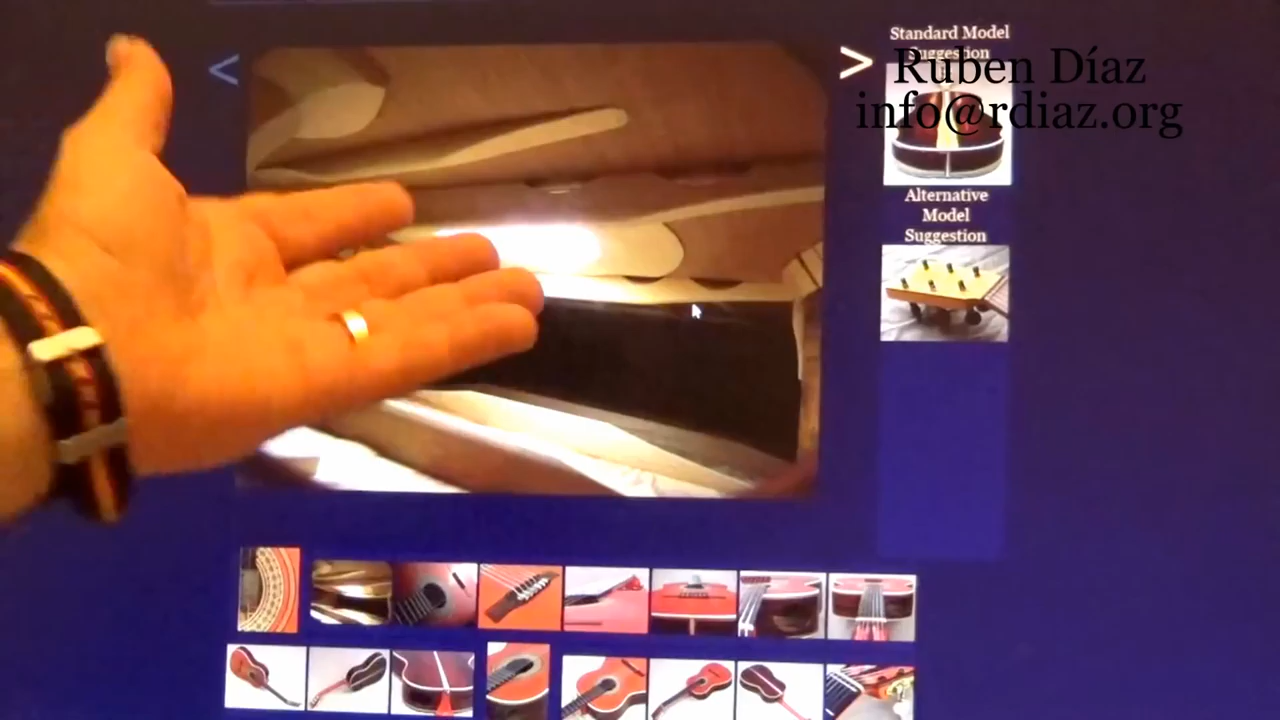 Standard Model
Suggestion
Ruben Díaz
info@rdiaz.org
Alternative
Model
Suggestion